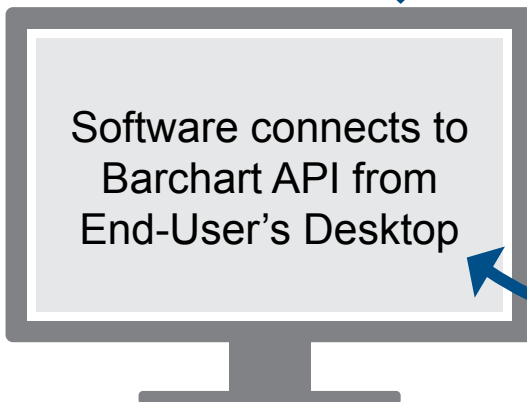 Software connects to
Barchart API from
End-User’s Desktop